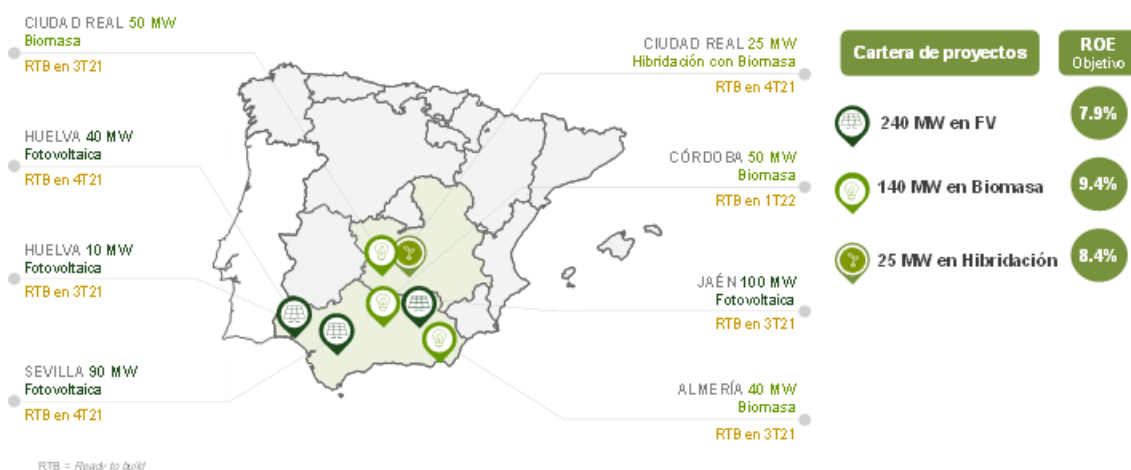 CIUDAD REAL 50 MW
Biomasa
RTB en 3T21
HUELVA 40 MW
Fotovoltaica
RTB en 4T21
HUELVA 10 MW
Fotovoltaica
RTB en 3T21
SEVILLA 90 MW
Fotovoltaica
RTB en 4T21
CIUDAD REAL 25 MW
Hibridación con Biomasa
RTB en 4T21
CÓRDOBA 50 MW
Biomasa
RTB en 1T22
JAÉN 100 MW
Fotovoltaica
RTB en 3T21
ALMERÍA 40 MW
Biomasa
RTB en 3T21
Cartera de proyectos
ROE
Objetivo
240 MW en FV
7.9%
140 MW en Biomasa
9.4%
25 MW en Hibridación
8.4%
RTB = Ready to build